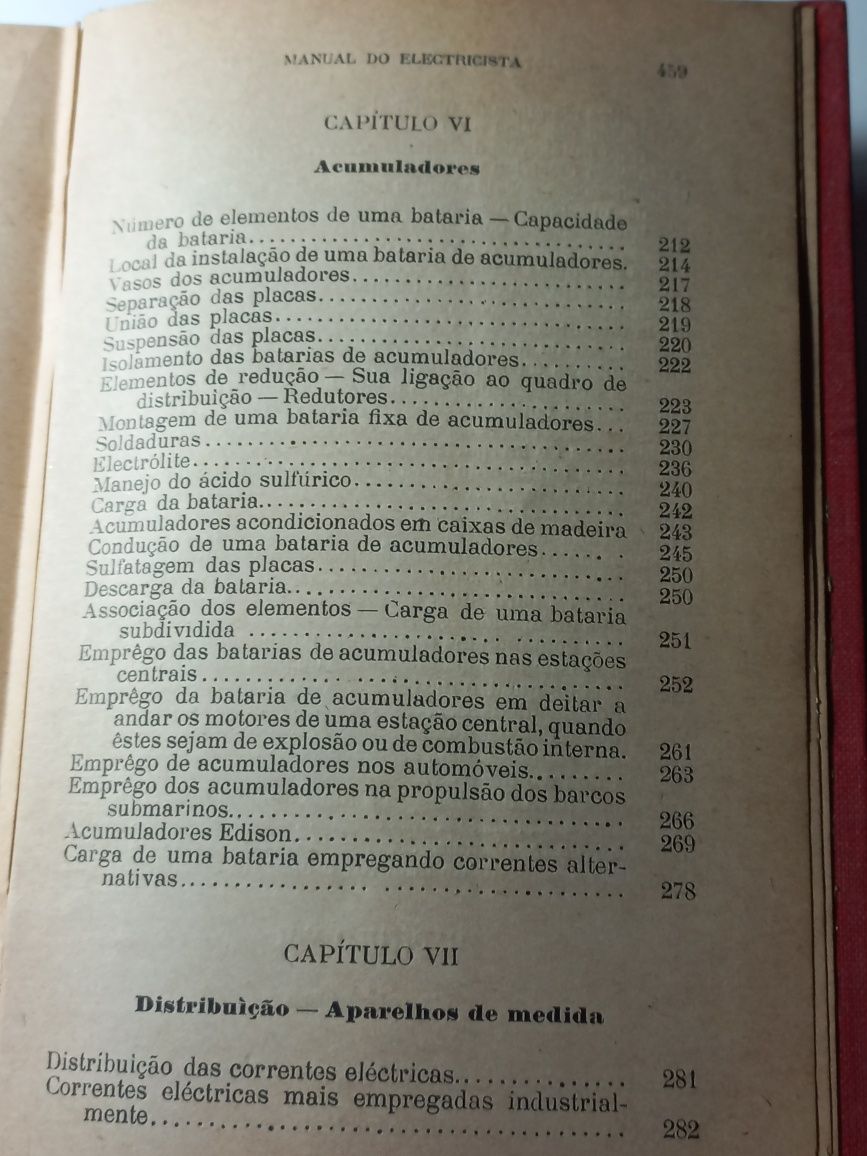 MANUAL DO ELECTRICISTA 459
CAPÍTULO VI
Acumuladores
Número de elementos de uma bataria — Capacidade
da bataria........................................ 212
Local da instalação de uma bataria de acumuladores. 214
Vasos dos acumuladores.............................. 217
Separação das placas................................ 218
União das placas.................................... 219
Suspensão das placas................................ 220
Isolamento das batarias de acumuladores.......... 222
Elementos de redução — Sua ligação ao quadro de
distribuição — Redutores........................ 223
Montagem de uma bataria fixa de acumuladores... 227
Soldaduras.......................................... 230
Electrólite......................................... 236
Manejo do ácido sulfúrico........................... 240
Carga da bataria.................................... 242
Acumuladores acondicionados em caixas de madeira 243
Condução de uma bataria de acumuladores....... . 245
Sulfatagem das placas............................... 250
Descarga da bataria................................. 250
Associação dos elementos — Carga de uma bataria
subdividida ...................... .......... 251
Emprêgo das batarias de acumuladores nas estações
centrais............ ......................... 252
Emprêgo da bataria de acumuladores em deitar a
andar os motores de uma estação central, quando
êstes sejam de explosão ou de combustão interna. 261
Emprêgo de acumuladores nos automóveis......... 263
Emprêgo dos acumuladores na propulsão dos barcos
submarinos...................................... 266
Acumuladores Edison................................. 269
Carga de uma bataria empregando correntes alter-
nativas................ ...................... 278
CAPÍTULO VII
Distribuìção — Aparelhos de medida
Distribuição das correntes eléctricas............... 281
Correntes eléctricas mais empregadas industrial-
mente........................................... 282